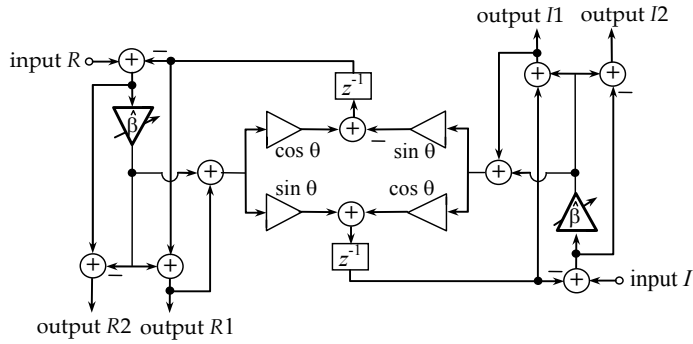 output I1 output I2
input R
−
+
+
+
−
z⁻¹
β̂
cos θ
+
−
sin θ
+
+
sin θ
cos θ
+
β̂
+
−
+
z⁻¹
−
+
input I
output R2 output R1